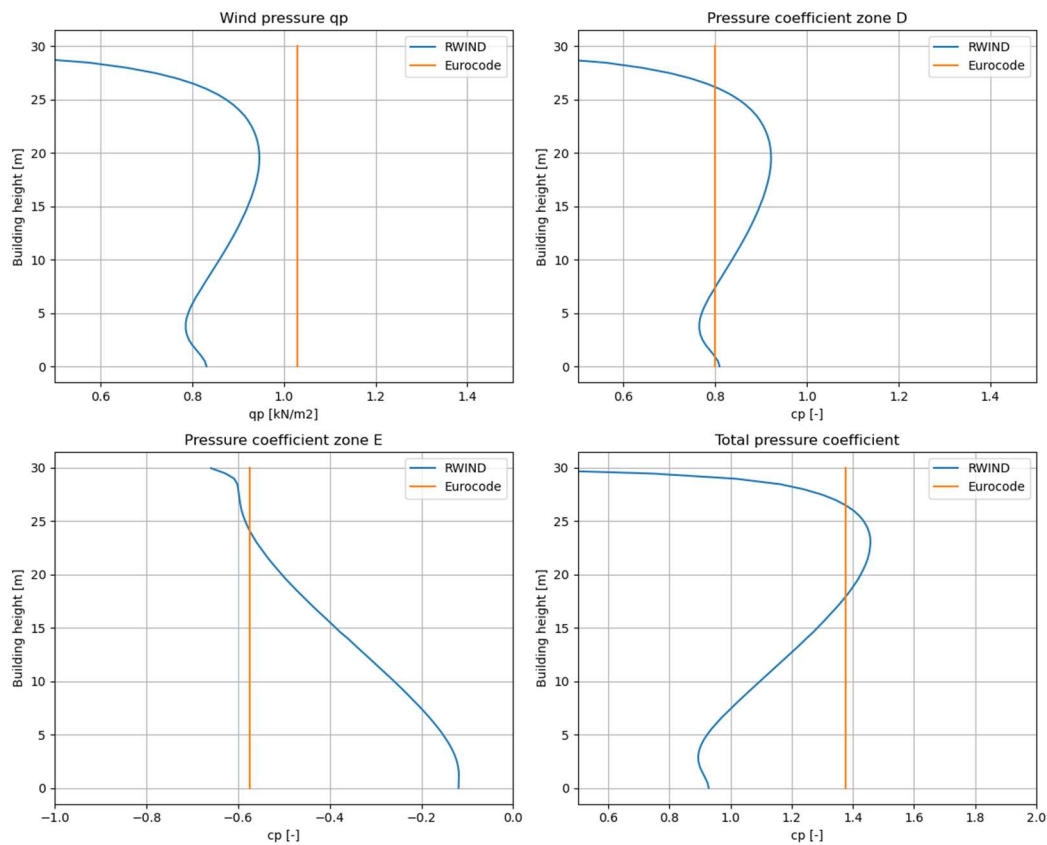 Wind pressure qp
RWIND
Eurocode
30
25
20
15
10
5
0
Building height [m]
0.6 0.8 1.0 1.2 1.4
qp [kN/m2]
Pressure coefficient zone D
RWIND
Eurocode
30
25
20
15
10
5
0
Building height [m]
0.6 0.8 1.0 1.2 1.4
cp [-]
Pressure coefficient zone E
RWIND
Eurocode
30
25
20
15
10
5
0
Building height [m]
−1.0 −0.8 −0.6 −0.4 −0.2 0.0
cp [-]
Total pressure coefficient
RWIND
Eurocode
30
25
20
15
10
5
0
Building height [m]
0.6 0.8 1.0 1.2 1.4 1.6 1.8 2.0
cp [-]